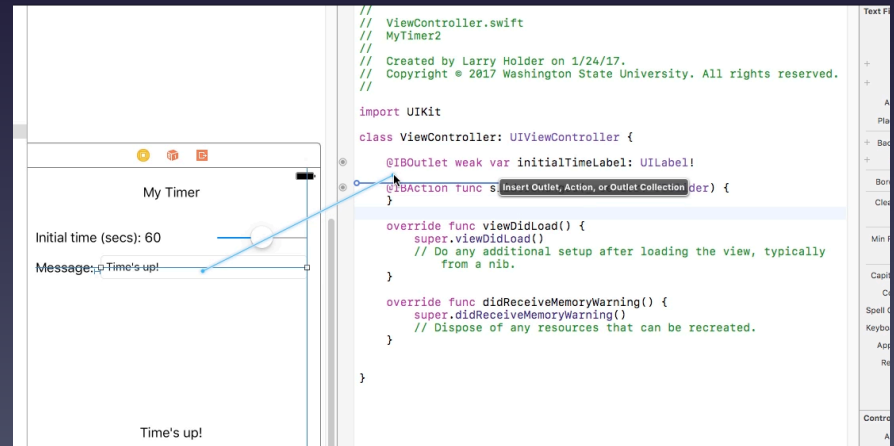 My Timer
Initial time (secs): 60
Message:
Time's up!
Time's up!
//
// ViewController.swift
// MyTimer2
//
// Created by Larry Holder on 1/24/17.
// Copyright © 2017 Washington State University. All rights reserved.
//
import UIKit
class ViewController: UIViewController {
@IBOutlet weak var initialTimeLabel: UILabel!
Insert Outlet, Action, or Outlet Collection
@IBAction func der) {
}
override func viewDidLoad() {
super.viewDidLoad()
// Do any additional setup after loading the view, typically
from a nib.
}
override func didReceiveMemoryWarning() {
super.didReceiveMemoryWarning()
// Dispose of any resources that can be recreated.
}
}
Text Fi
Pla
Bac
Bord
Clea
Min F
Capit
Spell C
Keybo
App
Re
Contro